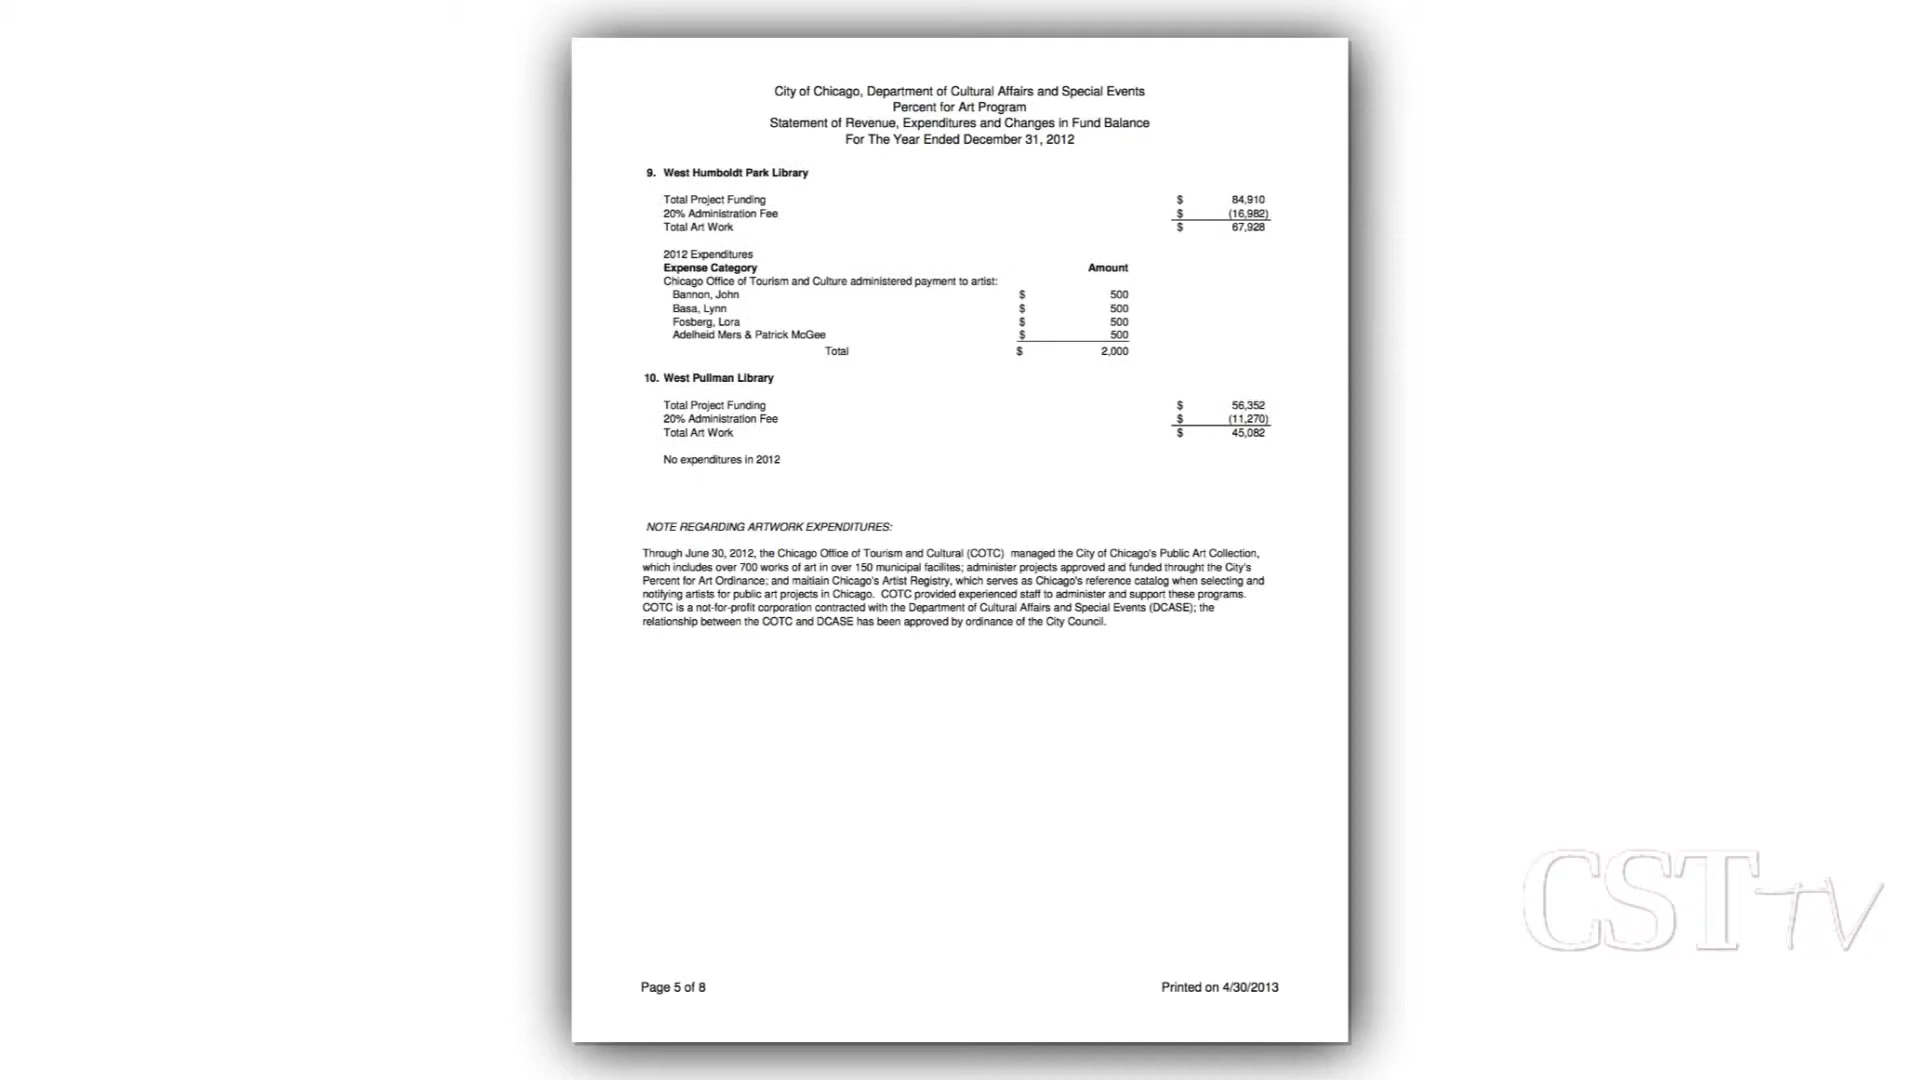 City of Chicago, Department of Cultural Affairs and Special Events
Percent for Art Program
Statement of Revenue, Expenditures and Changes in Fund Balance
For The Year Ended December 31, 2012
9. West Humboldt Park Library
Total Project Funding $ 84,910
20% Administration Fee $ (16,982)
Total Art Work $ 67,928
2012 Expenditures
Expense Category Amount
Chicago Office of Tourism and Culture administered payment to artist:
Bannon, John $ 500
Basa, Lynn $ 500
Fosberg, Lora $ 500
Adelheid Mers & Patrick McGee $ 500
Total $ 2,000
10. West Pullman Library
Total Project Funding $ 56,352
20% Administration Fee $ (11,270)
Total Art Work $ 45,082
No expenditures in 2012
NOTE REGARDING ARTWORK EXPENDITURES:
Through June 30, 2012, the Chicago Office of Tourism and Cultural (COTC) managed the City of Chicago's Public Art Collection,
which includes over 700 works of art in over 150 municipal facilites; administer projects approved and funded throught the City's
Percent for Art Ordinance; and maitiain Chicago's Artist Registry, which serves as Chicago's reference catalog when selecting and
notifying artists for public art projects in Chicago. COTC provided experienced staff to administer and support these programs.
COTC is a not-for-profit corporation contracted with the Department of Cultural Affairs and Special Events (DCASE); the
relationship between the COTC and DCASE has been approved by ordinance of the City Council.
CST TV
Page 5 of 8 Printed on 4/30/2013